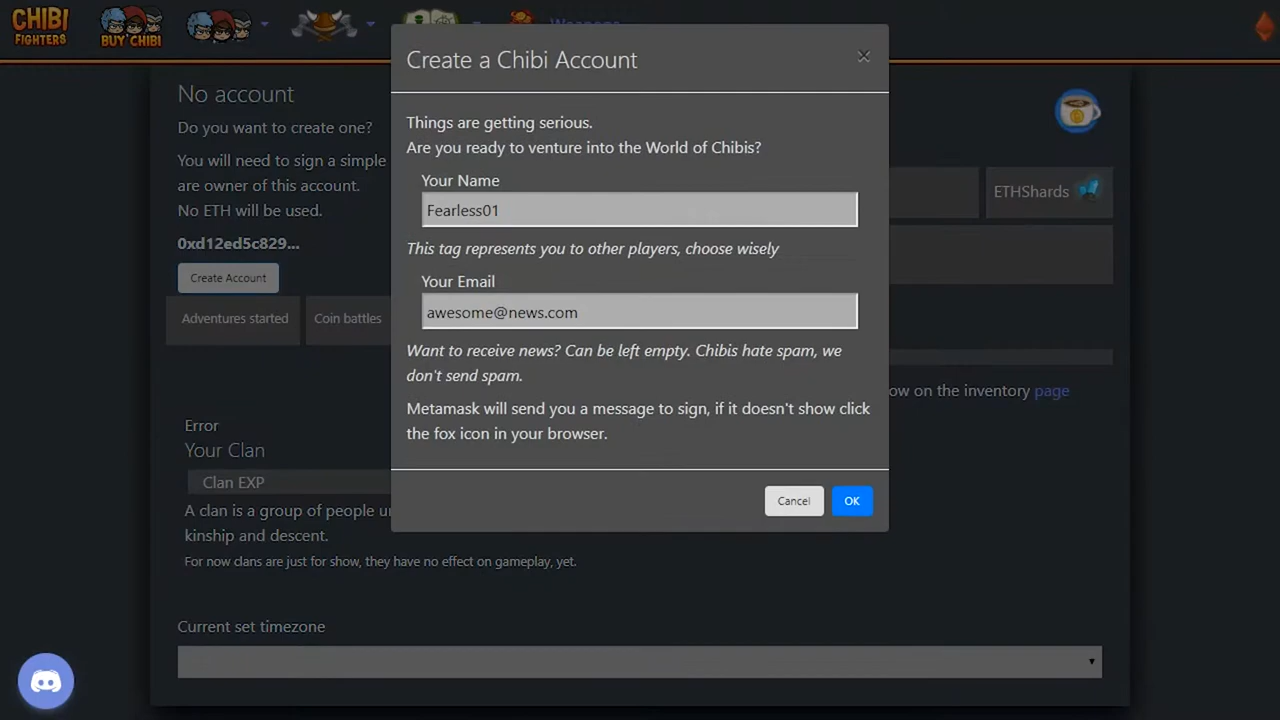 CHIBI
FIGHTERS
BUY CHIBI
Weapons
Create a Chibi Account
×
No account
Do you want to create one?
You will need to sign a simple
are owner of this account.
No ETH will be used.
0xd12ed5c829...
Create Account
Adventures started
Coin battles
Things are getting serious.
Are you ready to venture into the World of Chibis?
Your Name
Fearless01
This tag represents you to other players, choose wisely
Your Email
awesome@news.com
Want to receive news? Can be left empty. Chibis hate spam, we
don't send spam.
Metamask will send you a message to sign, if it doesn't show click
the fox icon in your browser.
Cancel
OK
ETHShards
ow on the inventory page
Error
Your Clan
Clan EXP
A clan is a group of people un
kinship and descent.
For now clans are just for show, they have no effect on gameplay, yet.
Current set timezone